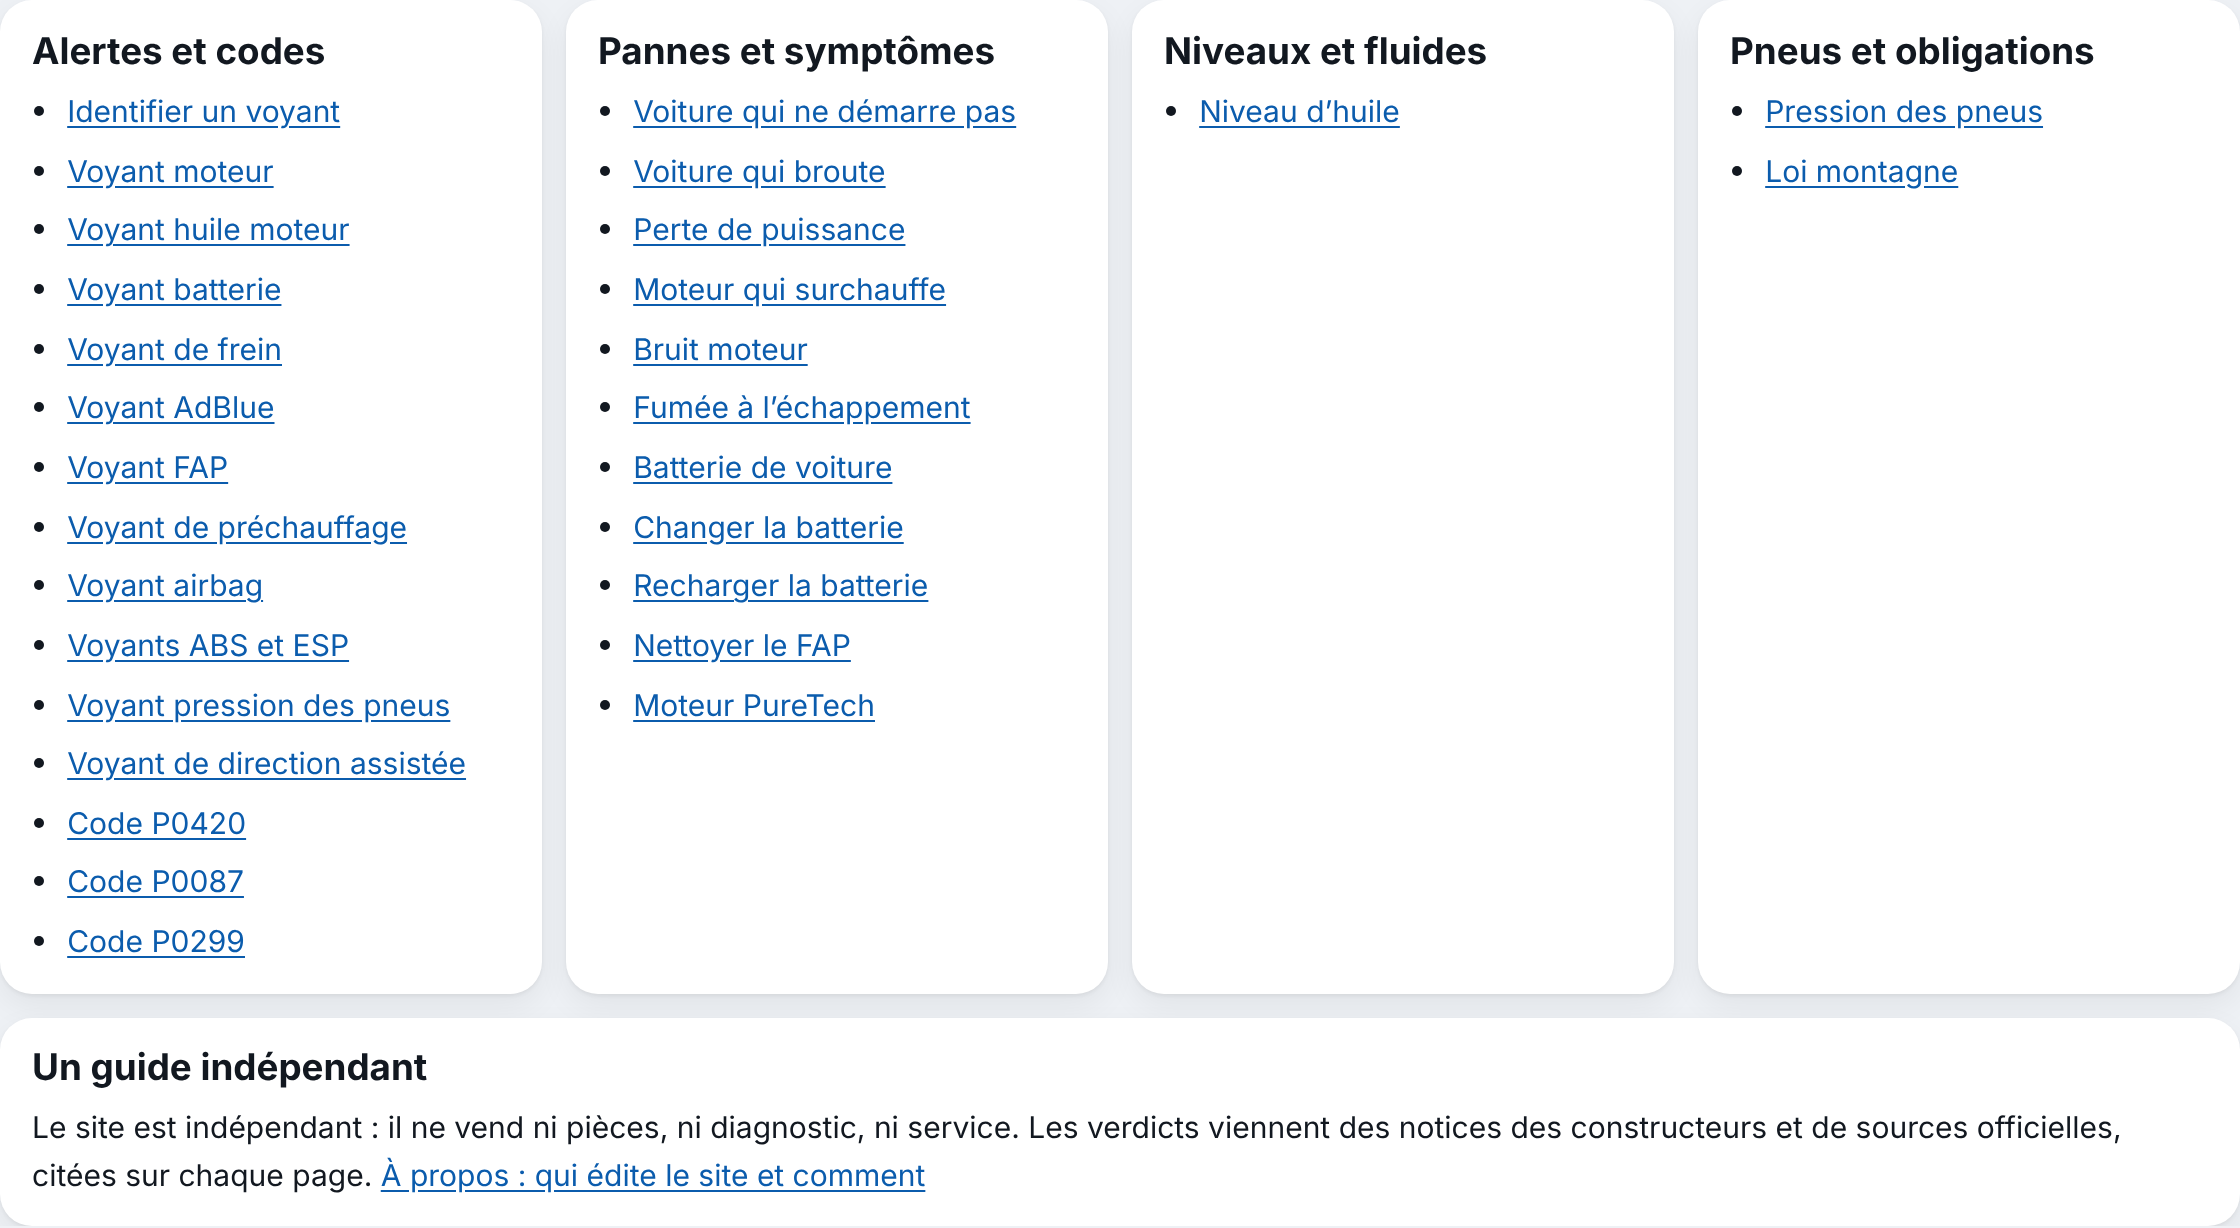 Alertes et codes
Identifier un voyant
Voyant moteur
Voyant huile moteur
Voyant batterie
Voyant de frein
Voyant AdBlue
Voyant FAP
Voyant de préchauffage
Voyant airbag
Voyants ABS et ESP
Voyant pression des pneus
Voyant de direction assistée
Code P0420
Code P0087
Code P0299
Pannes et symptômes
Voiture qui ne démarre pas
Voiture qui broute
Perte de puissance
Moteur qui surchauffe
Bruit moteur
Fumée à l’échappement
Batterie de voiture
Changer la batterie
Recharger la batterie
Nettoyer le FAP
Moteur PureTech
Niveaux et fluides
Niveau d’huile
Pneus et obligations
Pression des pneus
Loi montagne
Un guide indépendant
Le site est indépendant : il ne vend ni pièces, ni diagnostic, ni service. Les verdicts viennent des notices des constructeurs et de sources officielles,
citées sur chaque page. À propos : qui édite le site et comment